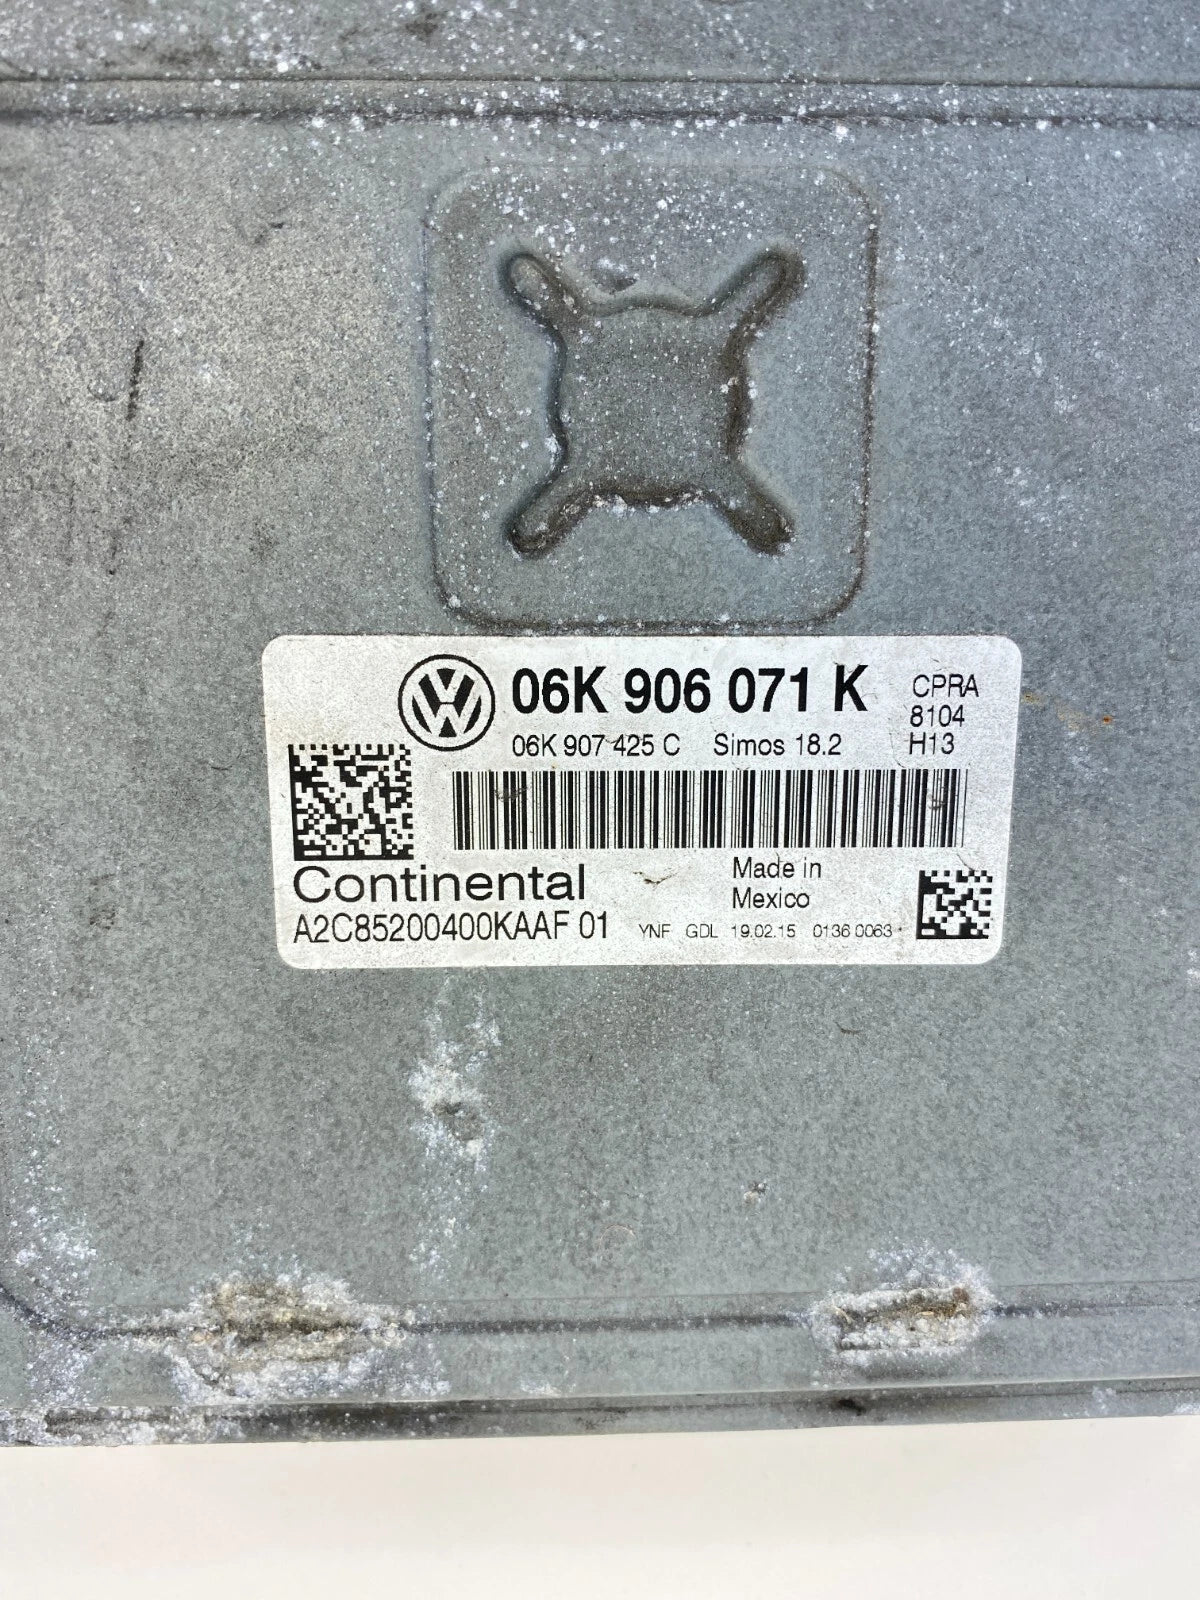 06K 906 071 K
CPRA
8104
H13
06K 907 425 C Simos 18.2
Continental
A2C85200400KAAF 01
Made in
Mexico
YNF GDL 19.02.15 0136 0063*